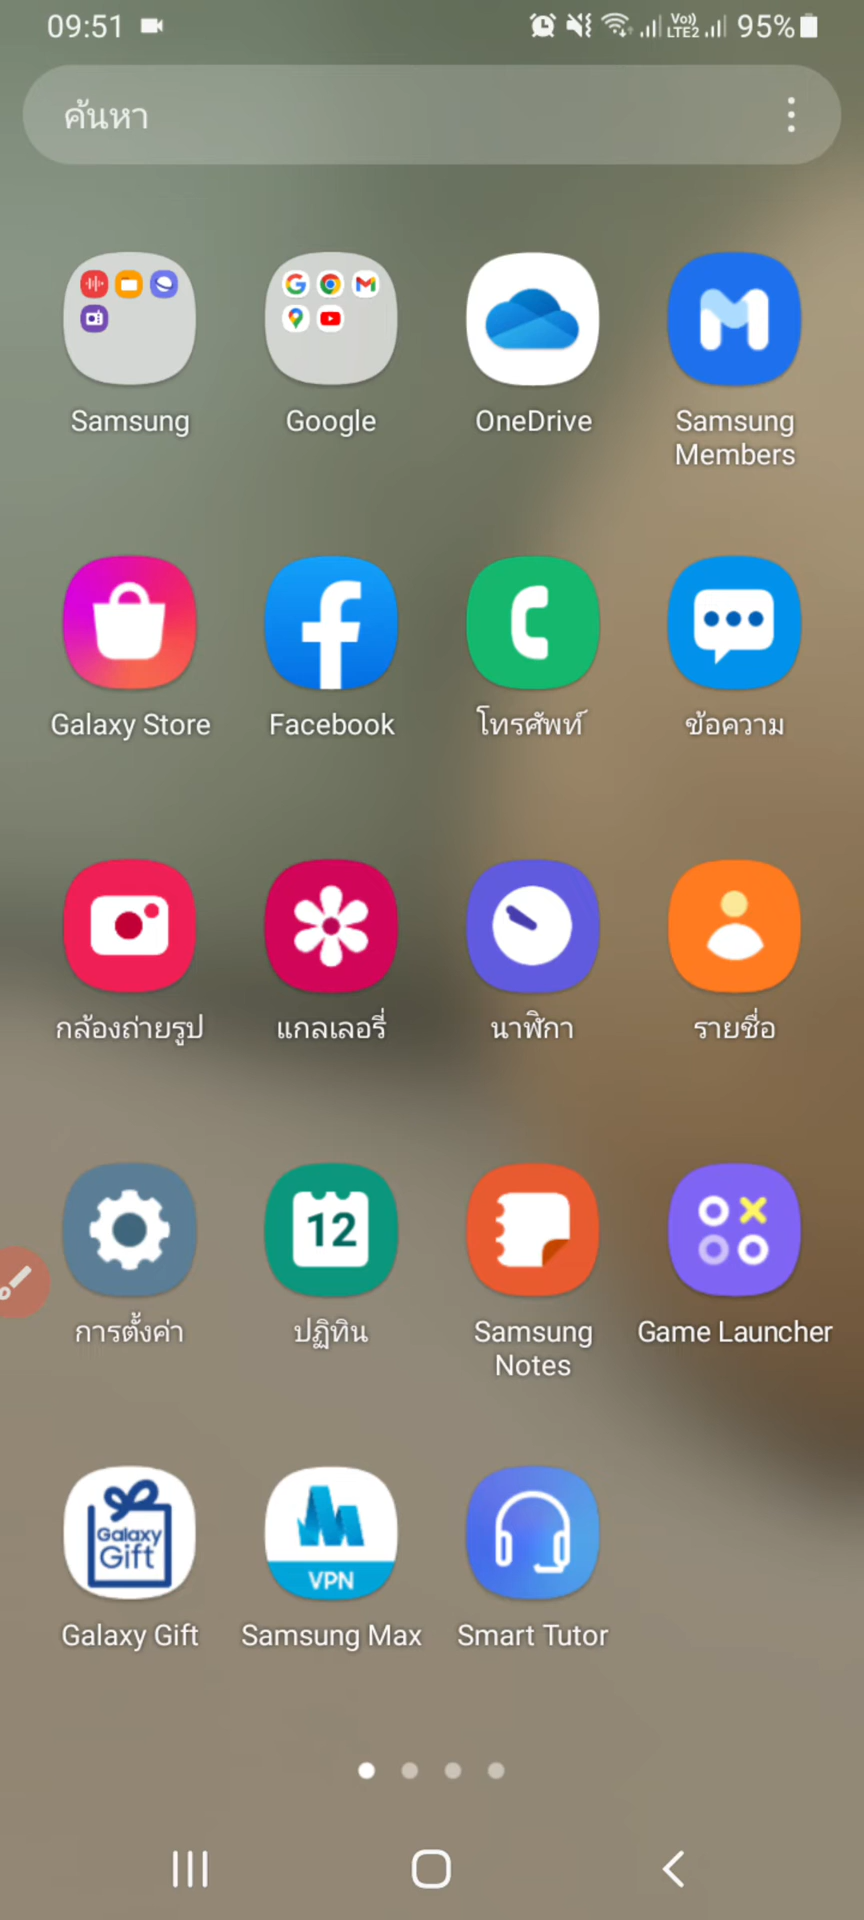 09:51 Vo)) LTE2 95%
ค้นหา
Samsung Google OneDrive Samsung
Members
Galaxy Store Facebook โทรศัพท์ ข้อความ
กล้องถ่ายรูป แกลเลอรี่ นาฬิกา รายชื่อ
12
การตั้งค่า ปฏิทิน Samsung Game Launcher
Notes
Galaxy
Gift
VPN
Galaxy Gift Samsung Max Smart Tutor